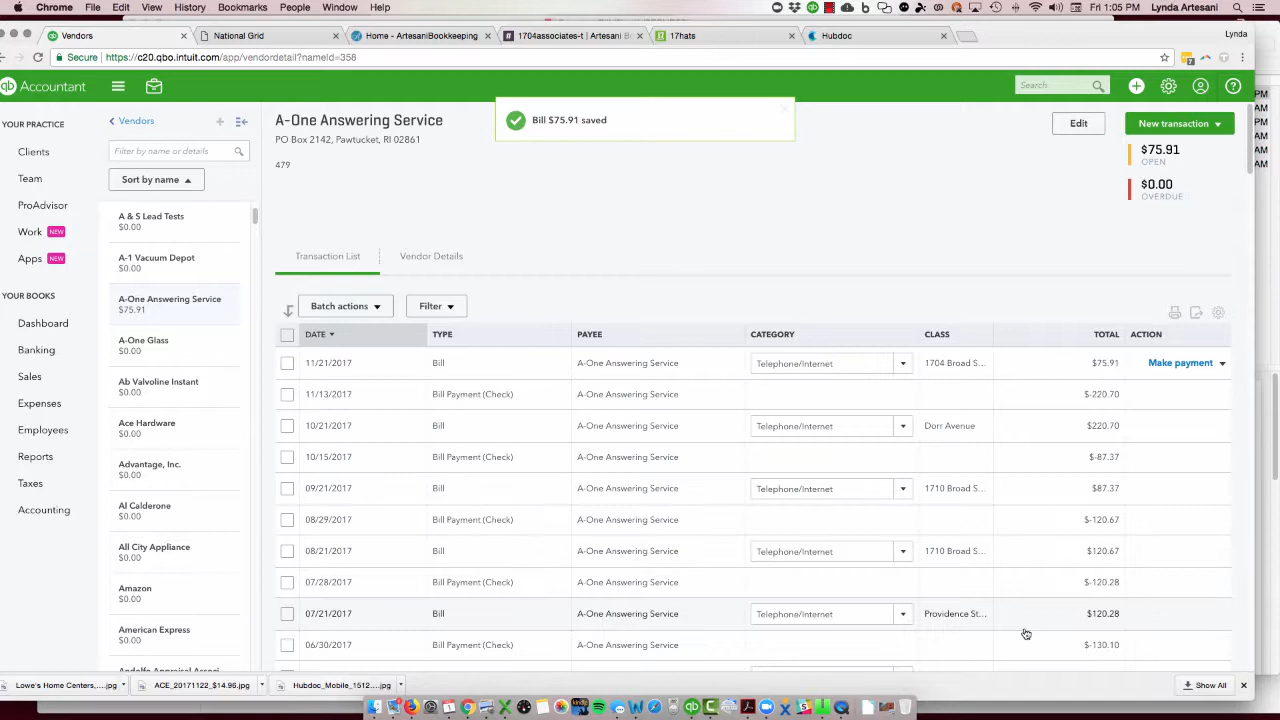 Chrome File Edit View History Bookmarks People Window Help
Fri 1:05 PM Lynda Artesani
Vendors
National Grid
Home - ArtesaniBookkeeping
1704associates-t | Artesani B
17hats
Hubdoc
Lynda
Secure https://c20.qbo.intuit.com/app/vendordetail?nameId=358
qb Accountant
Search
YOUR PRACTICE
Clients
Team
ProAdvisor
Work NEW
Apps NEW
YOUR BOOKS
Dashboard
Banking
Sales
Expenses
Employees
Reports
Taxes
Accounting
Vendors
Filter by name or details
Sort by name
A & S Lead Tests
$0.00
A-1 Vacuum Depot
$0.00
A-One Answering Service
$75.91
A-One Glass
$0.00
Ab Valvoline Instant
$0.00
Ace Hardware
$0.00
Advantage, Inc.
$0.00
Al Calderone
$0.00
All City Appliance
$0.00
Amazon
$0.00
American Express
$0.00
Andolfo Appraisal Associ
A-One Answering Service
PO Box 2142, Pawtucket, RI 02861
479
Bill $75.91 saved
Edit
New transaction
$75.91
OPEN
$0.00
OVERDUE
Transaction List
Vendor Details
Batch actions
Filter
DATE TYPE PAYEE CATEGORY CLASS TOTAL ACTION
11/21/2017 Bill A-One Answering Service Telephone/Internet 1704 Broad S... $75.91 Make payment
11/13/2017 Bill Payment (Check) A-One Answering Service $-220.70
10/21/2017 Bill A-One Answering Service Telephone/Internet Dorr Avenue $220.70
10/15/2017 Bill Payment (Check) A-One Answering Service $-87.37
09/21/2017 Bill A-One Answering Service Telephone/Internet 1710 Broad S... $87.37
08/29/2017 Bill Payment (Check) A-One Answering Service $-120.67
08/21/2017 Bill A-One Answering Service Telephone/Internet 1710 Broad S... $120.67
07/28/2017 Bill Payment (Check) A-One Answering Service $-120.28
07/21/2017 Bill A-One Answering Service Telephone/Internet Providence St... $120.28
06/30/2017 Bill Payment (Check) A-One Answering Service $-130.10
PM
AM
PM
AM
AM
AM
Lowe's Home Centers....jpg
ACE_20171122_$14.96.jpg
Hubdoc_Mobile_1512....jpg
Show All